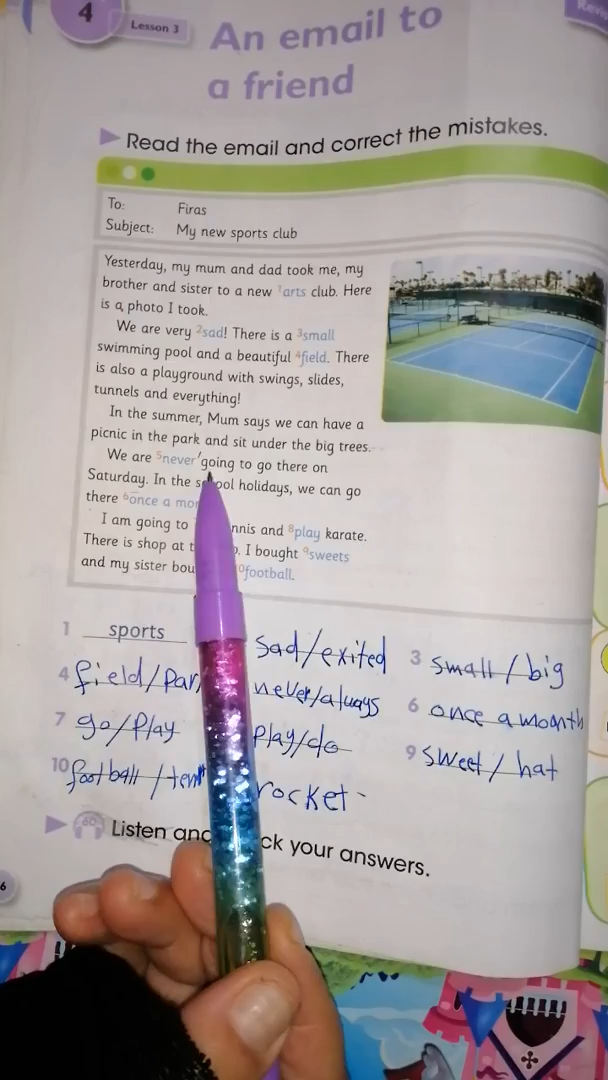 4
Lesson 3
An email to
a friend
Read the email and correct the mistakes.
To: Firas
Subject: My new sports club
Yesterday, my mum and dad took me, my
brother and sister to a new 1arts club. Here
is a photo I took.
We are very 2sad! There is a 3small
swimming pool and a beautiful 4field. There
is also a playground with swings, slides,
tunnels and everything!
In the summer, Mum says we can have a
picnic in the park and sit under the big trees.
We are 5never going to go there on
Saturday. In the school holidays, we can go
there 6once a mo
I am going to nnis and 8play karate.
There is shop at t . I bought 9sweets
and my sister bou 10football.
1 sports sad/exited 3 small/big
4 field/par never/aluays 6 once a moanth
7 go/play play/do 9 sweet/hat
10 football/ten rocket
Listen and ck your answers.
6